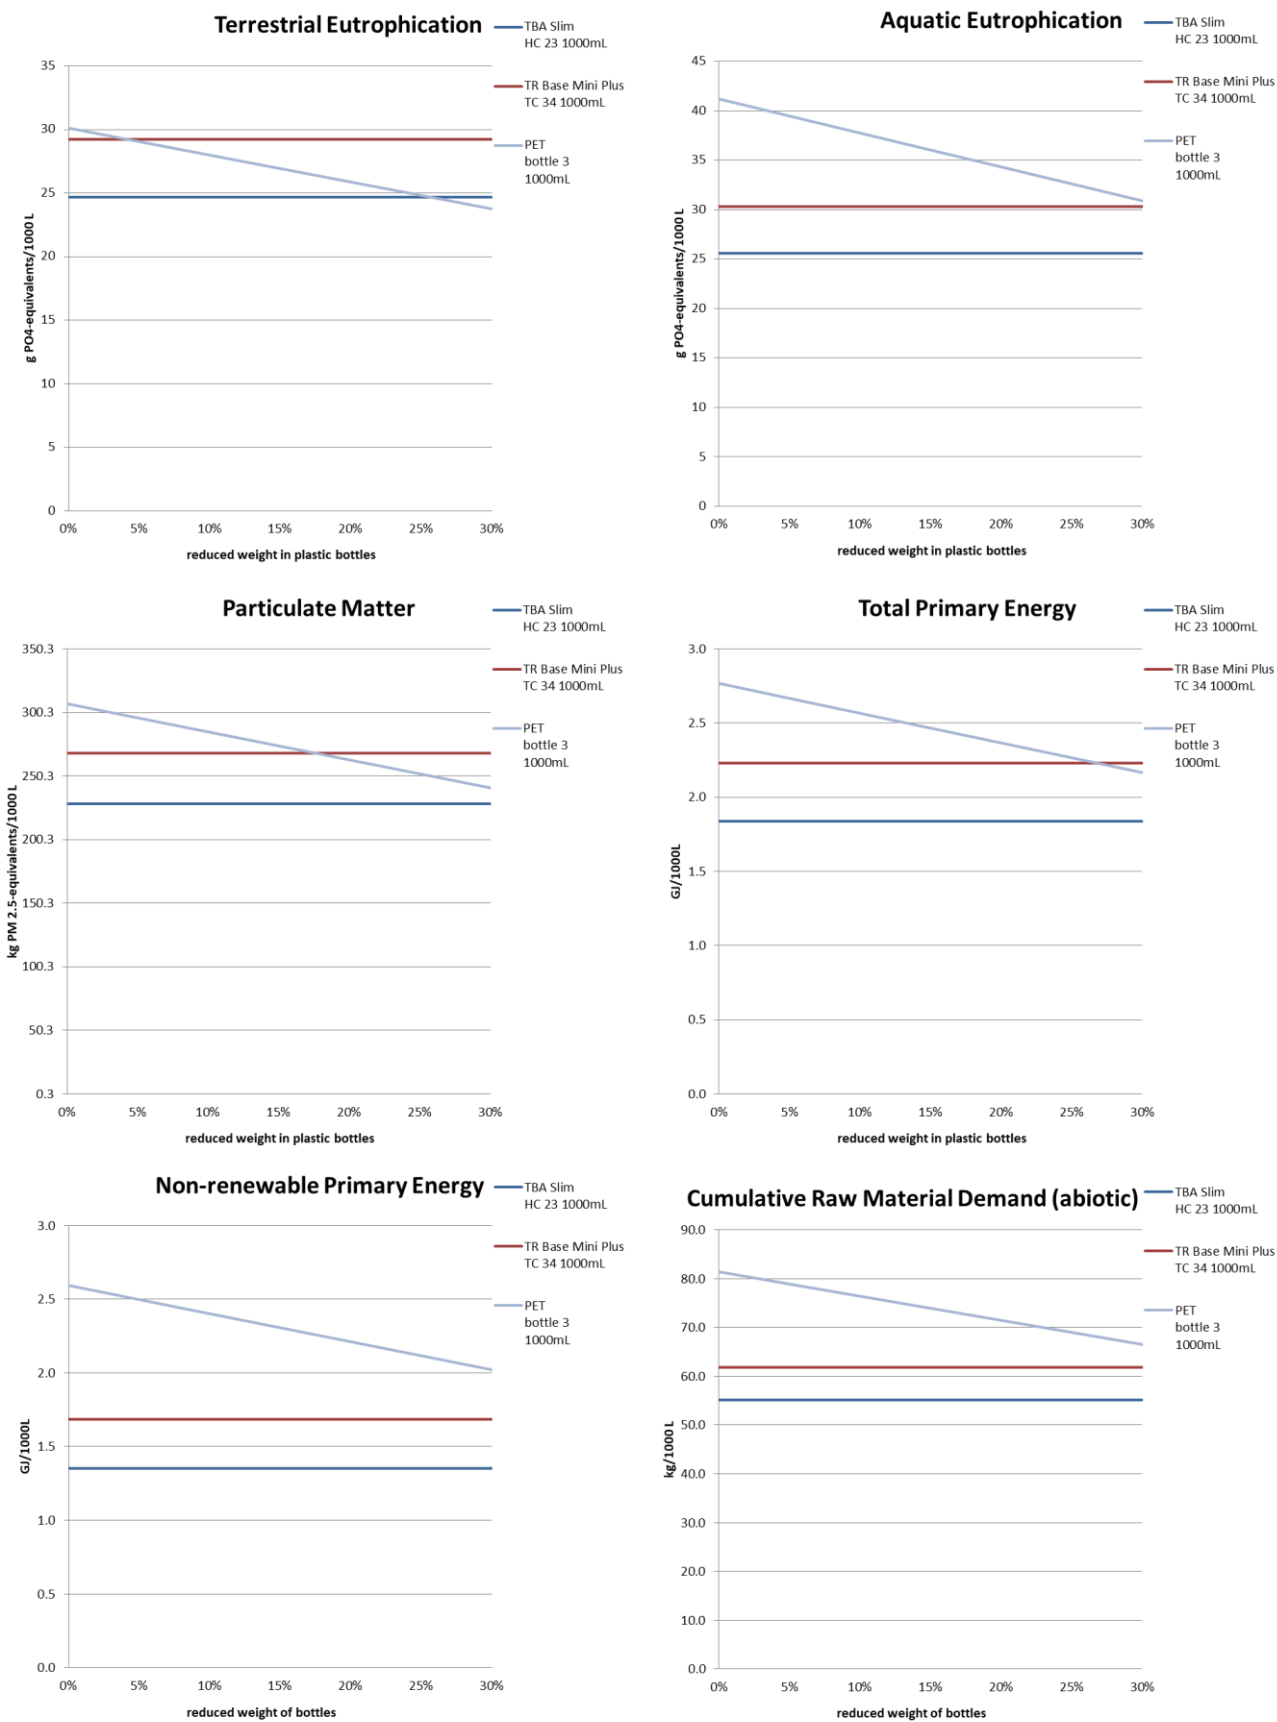 Terrestrial Eutrophication
TBA Slim
HC 23 1000mL
TR Base Mini Plus
TC 34 1000mL
PET
bottle 3
1000mL
g PO4-equivalents/1000 L
35
30
25
20
15
10
5
0
0% 5% 10% 15% 20% 25% 30%
reduced weight in plastic bottles
Aquatic Eutrophication
TBA Slim
HC 23 1000mL
TR Base Mini Plus
TC 34 1000mL
PET
bottle 3
1000mL
g PO4-equivalents/1000 L
45
40
35
30
25
20
15
10
5
0
0% 5% 10% 15% 20% 25% 30%
reduced weight in plastic bottles
Particulate Matter
TBA Slim
HC 23 1000mL
TR Base Mini Plus
TC 34 1000mL
PET
bottle 3
1000mL
kg PM 2.5-equivalents/1000 L
350.3
300.3
250.3
200.3
150.3
100.3
50.3
0.3
0% 5% 10% 15% 20% 25% 30%
reduced weight in plastic bottles
Total Primary Energy
TBA Slim
HC 23 1000mL
TR Base Mini Plus
TC 34 1000mL
PET
bottle 3
1000mL
GJ/1000L
3.0
2.5
2.0
1.5
1.0
0.5
0.0
0% 5% 10% 15% 20% 25% 30%
reduced weight in plastic bottles
Non-renewable Primary Energy
TBA Slim
HC 23 1000mL
TR Base Mini Plus
TC 34 1000mL
PET
bottle 3
1000mL
GJ/1000L
3.0
2.5
2.0
1.5
1.0
0.5
0.0
0% 5% 10% 15% 20% 25% 30%
reduced weight of bottles
Cumulative Raw Material Demand (abiotic)
TBA Slim
HC 23 1000mL
TR Base Mini Plus
TC 34 1000mL
PET
bottle 3
1000mL
kg/1000 L
90.0
80.0
70.0
60.0
50.0
40.0
30.0
20.0
10.0
0.0
0% 5% 10% 15% 20% 25% 30%
reduced weight of bottles